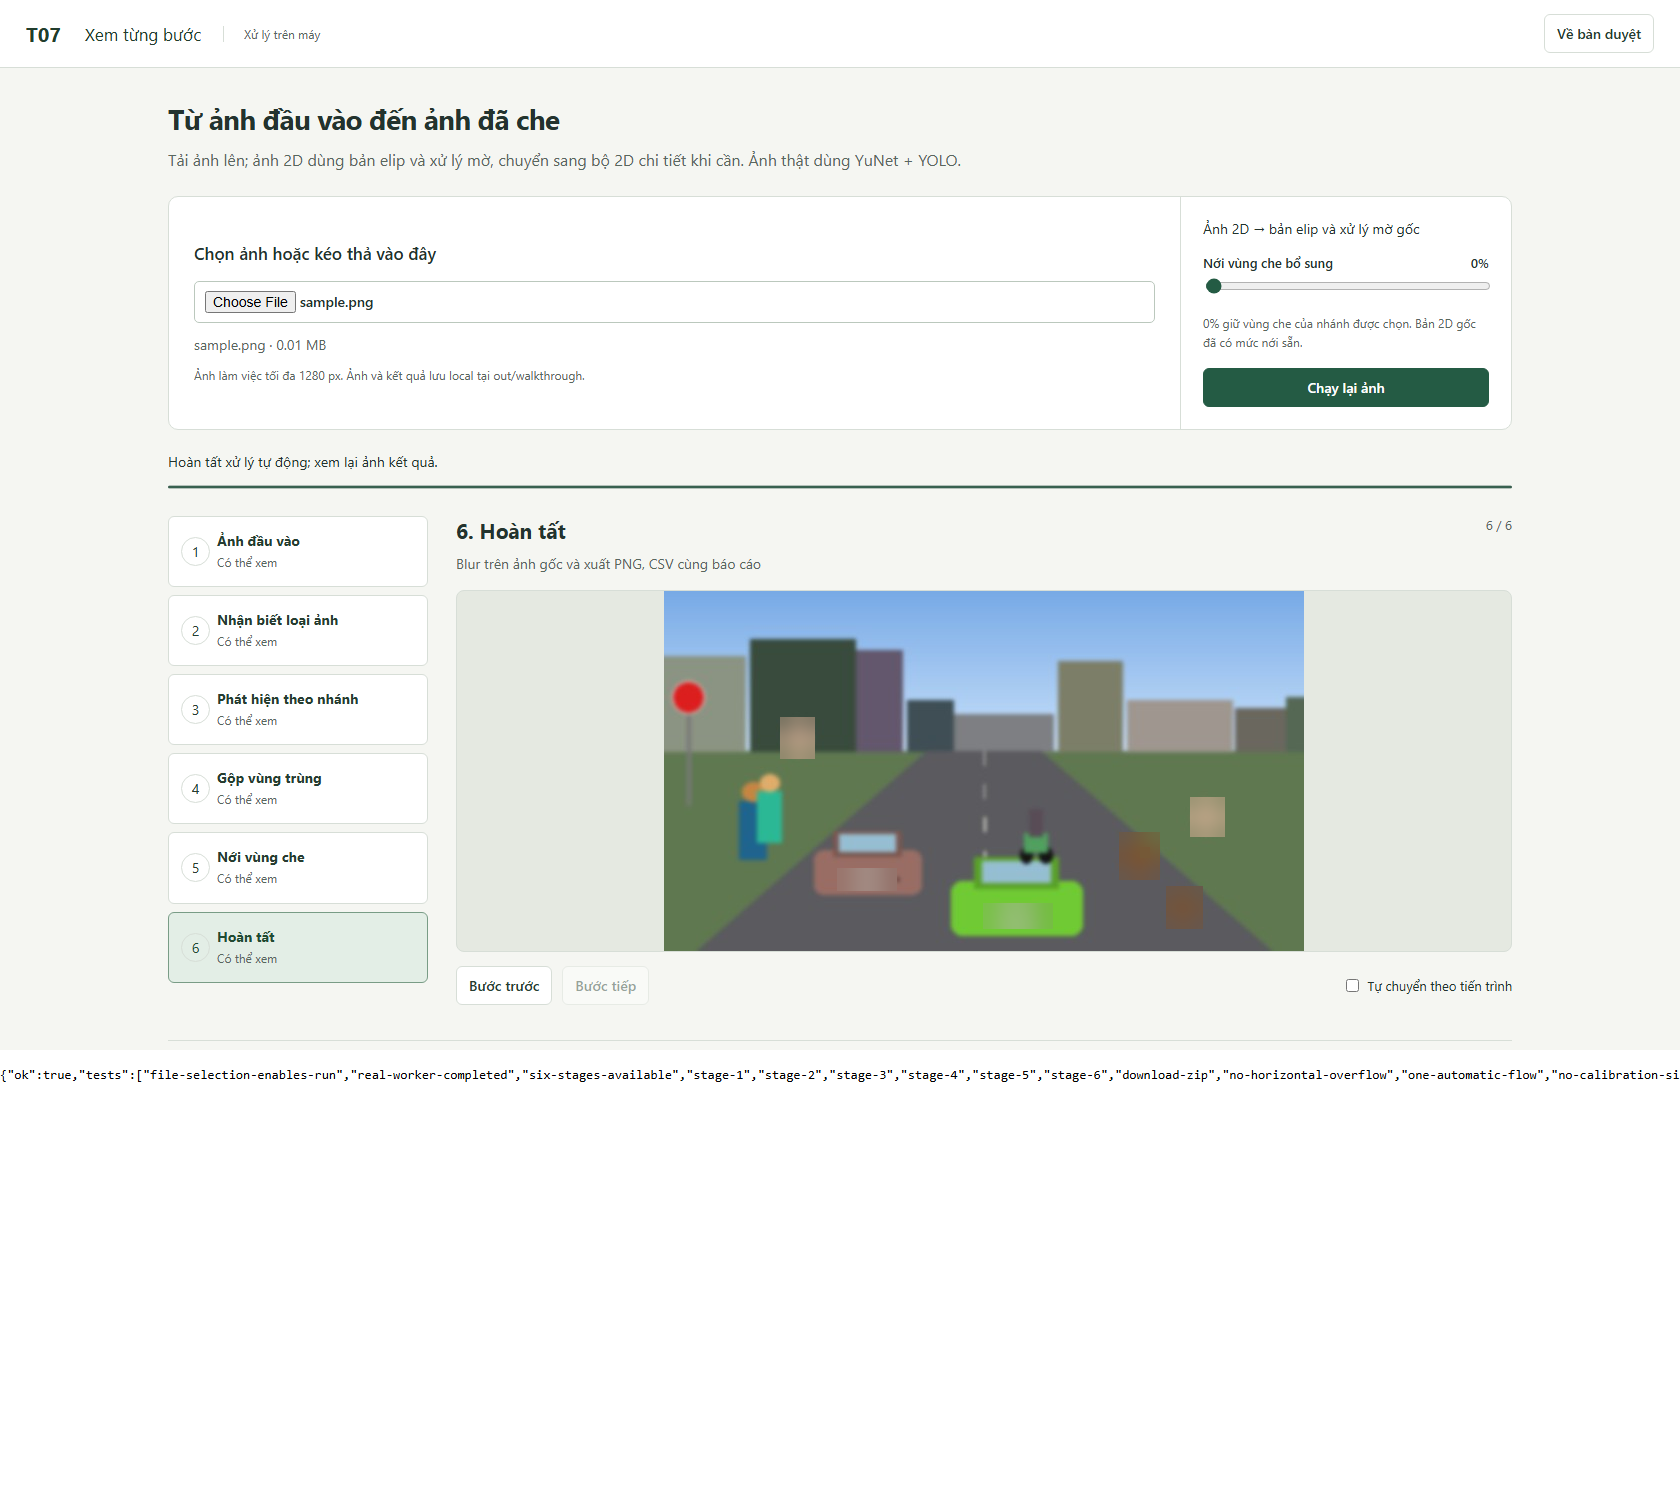 T07 Xem từng bước Xử lý trên máy Về bản duyệt
Từ ảnh đầu vào đến ảnh đã che
Tải ảnh lên; ảnh 2D dùng bản elip và xử lý mờ, chuyển sang bộ 2D chi tiết khi cần. Ảnh thật dùng YuNet + YOLO.
Chọn ảnh hoặc kéo thả vào đây
Choose File sample.png
sample.png · 0.01 MB
Ảnh làm việc tối đa 1280 px. Ảnh và kết quả lưu local tại out/walkthrough.
Ảnh 2D → bản elip và xử lý mờ gốc
Nới vùng che bổ sung 0%
0% giữ vùng che của nhánh được chọn. Bản 2D gốc
đã có mức nới sẵn.
Chạy lại ảnh
Hoàn tất xử lý tự động; xem lại ảnh kết quả.
1 Ảnh đầu vào
Có thể xem
2 Nhận biết loại ảnh
Có thể xem
3 Phát hiện theo nhánh
Có thể xem
4 Gộp vùng trùng
Có thể xem
5 Nới vùng che
Có thể xem
6 Hoàn tất
Có thể xem
6. Hoàn tất 6 / 6
Blur trên ảnh gốc và xuất PNG, CSV cùng báo cáo
Bước trước Bước tiếp Tự chuyển theo tiến trình
{"ok":true,"tests":["file-selection-enables-run","real-worker-completed","six-stages-available","stage-1","stage-2","stage-3","stage-4","stage-5","stage-6","download-zip","no-horizontal-overflow","one-automatic-flow","no-calibration-si